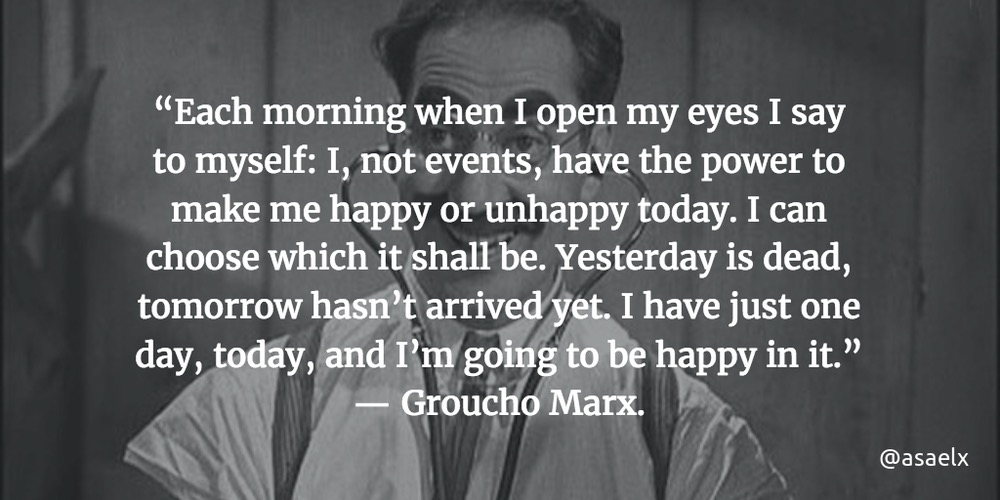 “Each morning when I open my eyes I say
to myself: I, not events, have the power to
make me happy or unhappy today. I can
choose which it shall be. Yesterday is dead,
tomorrow hasn’t arrived yet. I have just one
day, today, and I’m going to be happy in it.”
— Groucho Marx.
@asaelx